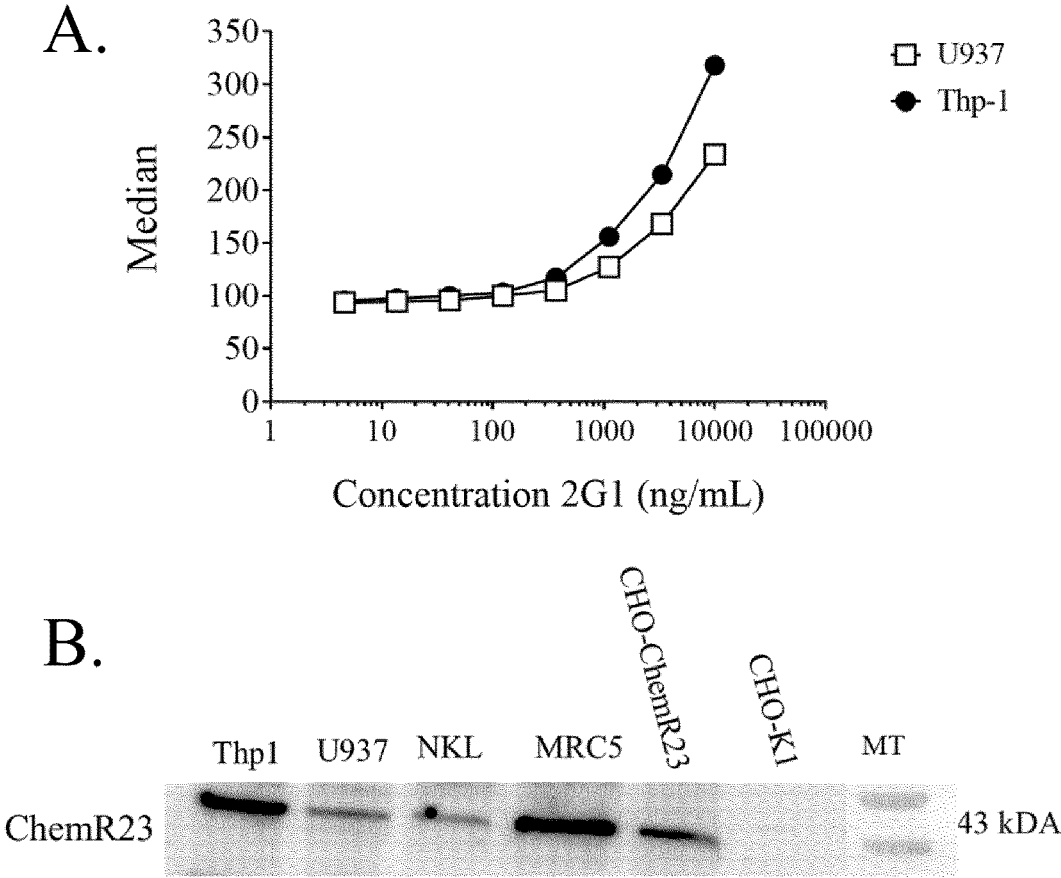 A.
350
300
250
200
150
100
50
0
Median
1 10 100 1000 10000 100000
Concentration 2G1 (ng/mL)
U937
Thp-1
B.
Thp1 U937 NKL MRC5 CHO-ChemR23 CHO-K1 MT
ChemR23 43 kDA